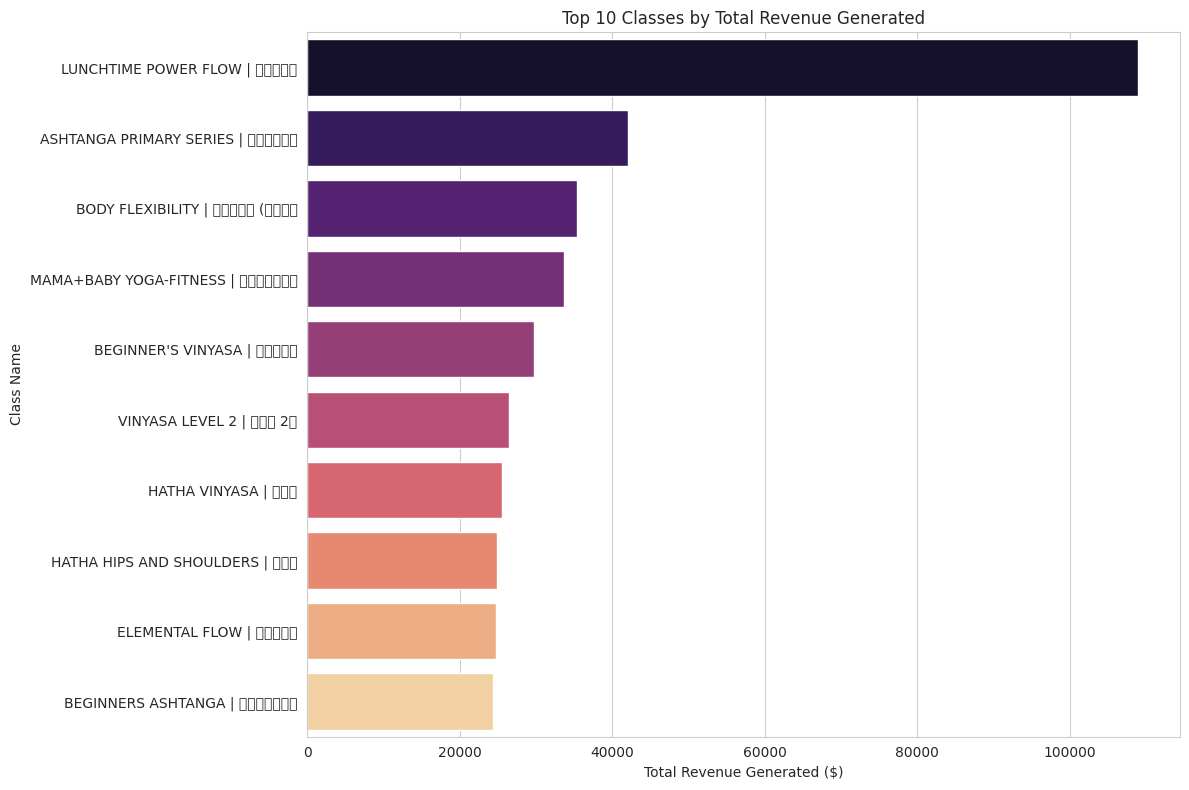 Top 10 Classes by Total Revenue Generated
LUNCHTIME POWER FLOW |
ASHTANGA PRIMARY SERIES |
BODY FLEXIBILITY | (
MAMA+BABY YOGA-FITNESS |
BEGINNER'S VINYASA |
VINYASA LEVEL 2 | 2
HATHA VINYASA |
HATHA HIPS AND SHOULDERS |
ELEMENTAL FLOW |
BEGINNERS ASHTANGA |
Class Name
0 20000 40000 60000 80000 100000
Total Revenue Generated ($)